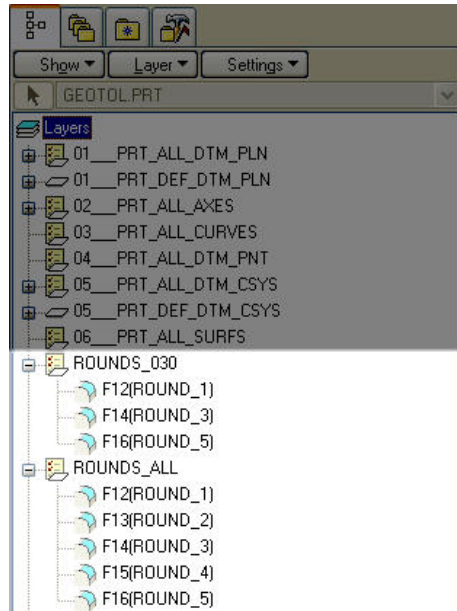 Show Layer Settings
GEOTOL.PRT
Layers
01___PRT_ALL_DTM_PLN
01___PRT_DEF_DTM_PLN
02___PRT_ALL_AXES
03___PRT_ALL_CURVES
04___PRT_ALL_DTM_PNT
05___PRT_ALL_DTM_CSYS
05___PRT_DEF_DTM_CSYS
06___PRT_ALL_SURFS
ROUNDS_030
F12(ROUND_1)
F14(ROUND_3)
F16(ROUND_5)
ROUNDS_ALL
F12(ROUND_1)
F13(ROUND_2)
F14(ROUND_3)
F15(ROUND_4)
F16(ROUND_5)